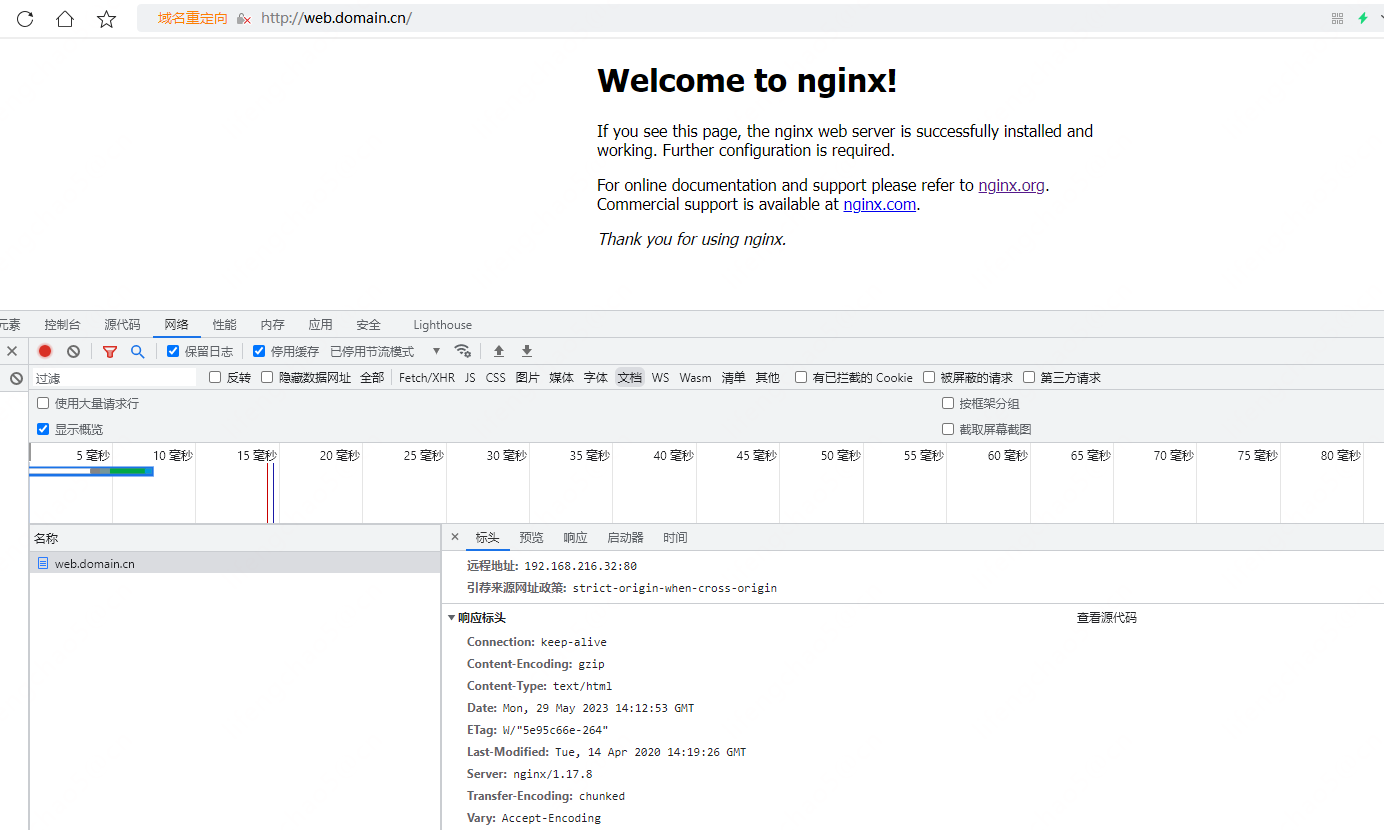 域名重定向 http://web.domain.cn/
Welcome to nginx!
If you see this page, the nginx web server is successfully installed and
working. Further configuration is required.
For online documentation and support please refer to nginx.org.
Commercial support is available at nginx.com.
Thank you for using nginx.
元素 控制台 源代码 网络 性能 内存 应用 安全 Lighthouse
保留日志 停用缓存 已停用节流模式
过滤 反转 隐藏数据网址 全部 Fetch/XHR JS CSS 图片 媒体 字体 文档 WS Wasm 清单 其他 有已拦截的 Cookie 被屏蔽的请求 第三方请求
使用大量请求行 按框架分组
显示概览 截取屏幕截图
5 毫秒 10 毫秒 15 毫秒 20 毫秒 25 毫秒 30 毫秒 35 毫秒 40 毫秒 45 毫秒 50 毫秒 55 毫秒 60 毫秒 65 毫秒 70 毫秒 75 毫秒 80 毫秒
名称
web.domain.cn
标头 预览 响应 启动器 时间
远程地址: 192.168.216.32:80
引荐来源网址政策: strict-origin-when-cross-origin
响应标头 查看源代码
Connection: keep-alive
Content-Encoding: gzip
Content-Type: text/html
Date: Mon, 29 May 2023 14:12:53 GMT
ETag: W/"5e95c66e-264"
Last-Modified: Tue, 14 Apr 2020 14:19:26 GMT
Server: nginx/1.17.8
Transfer-Encoding: chunked
Vary: Accept-Encoding